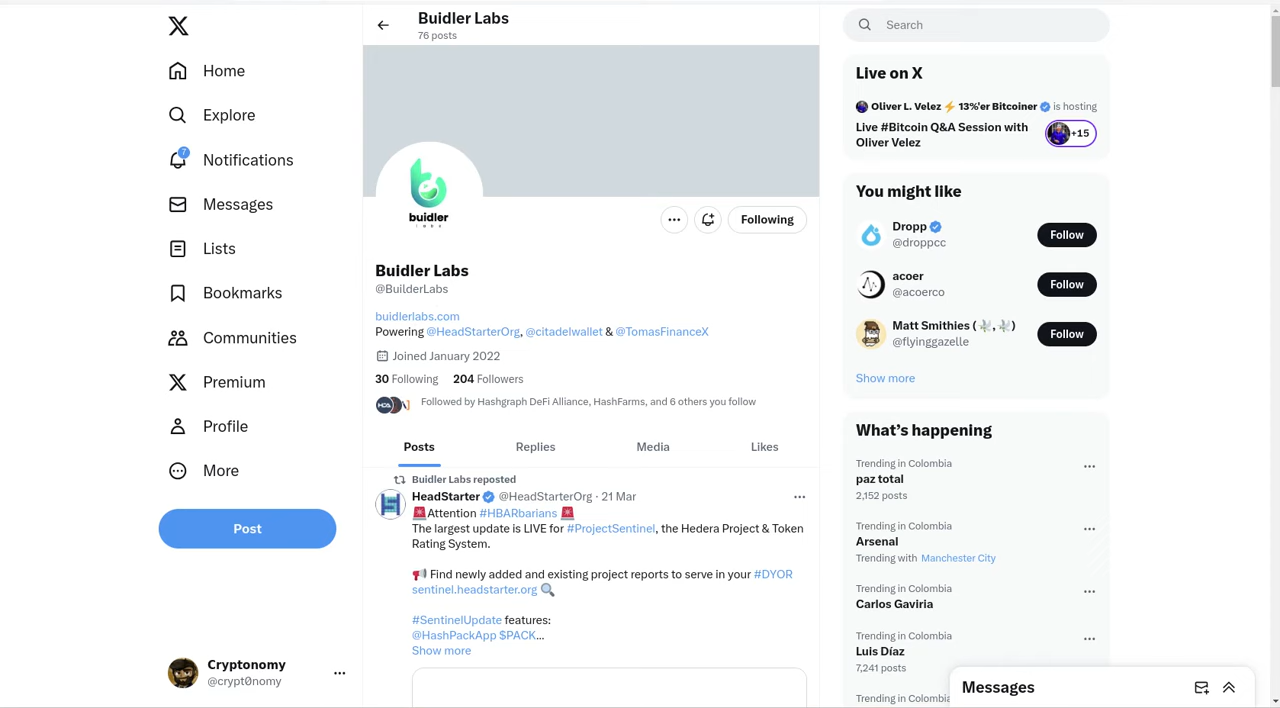 Home
Explore
7
Notifications
Messages
Lists
Bookmarks
Communities
Premium
Profile
More
Post
Cryptonomy
@crypt0nomy
Buidler Labs
76 posts
buidler
labs
Following
Buidler Labs
@BuilderLabs
buidlerlabs.com
Powering @HeadStarterOrg, @citadelwallet & @TomasFinanceX
Joined January 2022
30 Following 204 Followers
Followed by Hashgraph DeFi Alliance, HashFarms, and 6 others you follow
Posts Replies Media Likes
Buidler Labs reposted
HeadStarter @HeadStarterOrg · 21 Mar
🚨Attention #HBARbarians 🚨
The largest update is LIVE for #ProjectSentinel, the Hedera Project & Token
Rating System.
📢 Find newly added and existing project reports to serve in your #DYOR
sentinel.headstarter.org 🔍
#SentinelUpdate features:
@HashPackApp $PACK...
Show more
Search
Live on X
Oliver L. Velez ⚡ 13%'er Bitcoiner is hosting
Live #Bitcoin Q&A Session with
Oliver Velez
+15
You might like
Dropp
@droppcc
Follow
acoer
@acoerco
Follow
Matt Smithies (🕊️,🕊️)
@flyinggazelle
Follow
Show more
What's happening
Trending in Colombia
paz total
2,152 posts
Trending in Colombia
Arsenal
Trending with Manchester City
Trending in Colombia
Carlos Gaviria
Trending in Colombia
Luis Díaz
7,241 posts
Trending in Colombia
Messages